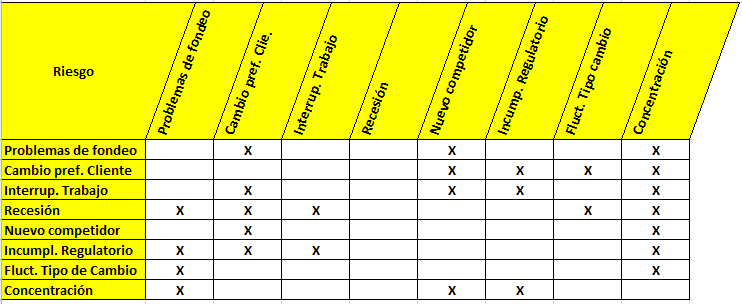 Riesgo Problemas de fondeo Cambio pref. Clie. Interrup. Trabajo Recesión Nuevo competidor Incump. Regulatorio Fluct. Tipo cambio Concentración
Problemas de fondeo X X X
Cambio pref. Cliente X X X X
Interrup. Trabajo X X X X
Recesión X X X X X
Nuevo competidor X X
Incumpl. Regulatorio X X X X
Fluct. Tipo de Cambio X X
Concentración X X X